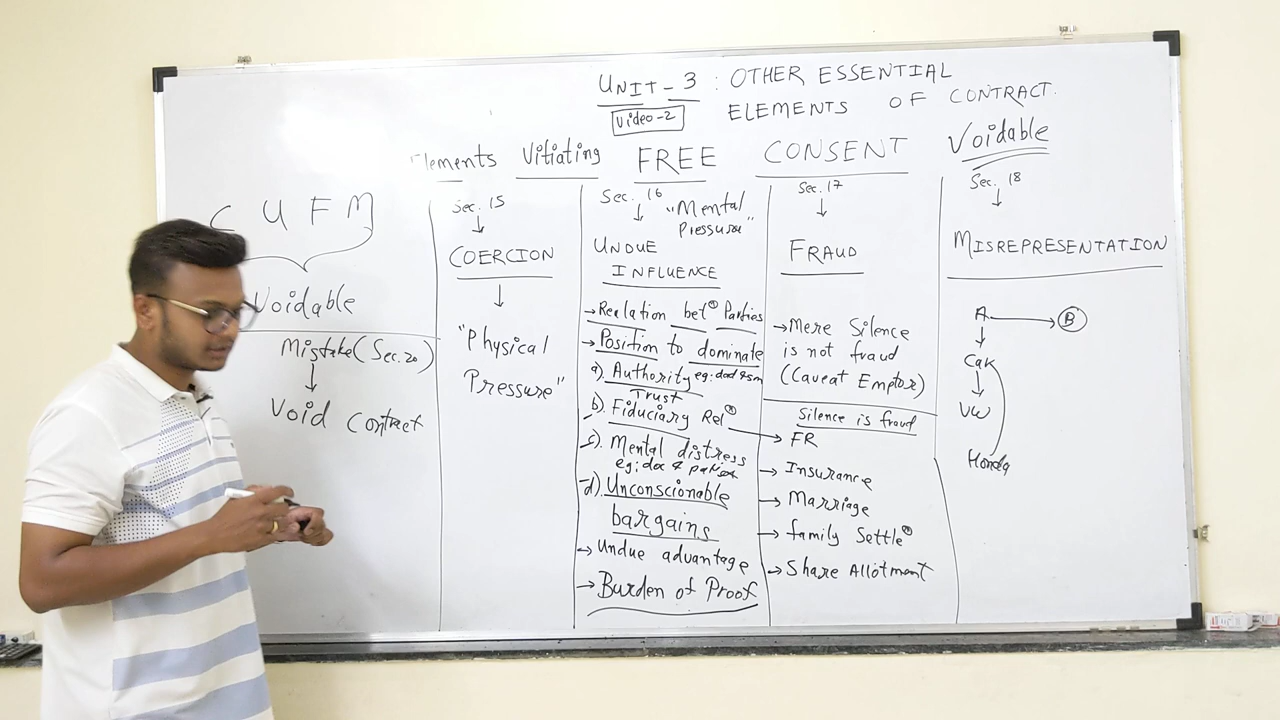 UNIT-3 : OTHER ESSENTIAL
ELEMENTS OF CONTRACT.
Video-2
Elements Vitiating FREE CONSENT Voidable
C U F M
Voidable
Mistake (Sec. 20)
↓
Void Contract
Sec. 15
↓
COERCION
↓
"Physical
Pressure"
Sec. 16
↓ "Mental
Pressure"
UNDUE
INFLUENCE
→ Realation betⁿ Parties
→ Position to dominate
a) Authority eg: dad & son
Trust
b) Fiduciary Relⁿ
c) Mental distress
eg: doc & patien
d) Unconscionable
bargains
→ Undue advantage
→ Burden of Proof
Sec. 17
↓
FRAUD
→ Mere Silence
is not fraud
(Caveat Emptor)
Silence is fraud
→ FR
→ Insurance
→ Marriage
→ family Settleⁿ
→ Share Allotment
Sec. 18
↓
MISREPRESENTATION
A → B
↓
Car
↓
VW
Honda